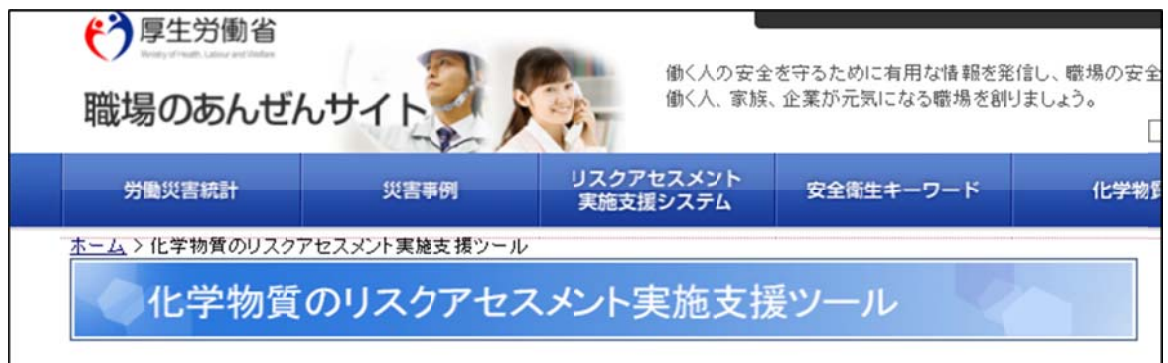 厚生労働省
Ministry of Health, Labour and Welfare
職場のあんぜんサイト
働く人の安全を守るために有用な情報を発信し、職場の安全
働く人、家族、企業が元気になる職場を創りましょう。
労働災害統計
災害事例
リスクアセスメント
実施支援システム
安全衛生キーワード
化学物質
ホーム > 化学物質のリスクアセスメント実施支援ツール
化学物質のリスクアセスメント実施支援ツール